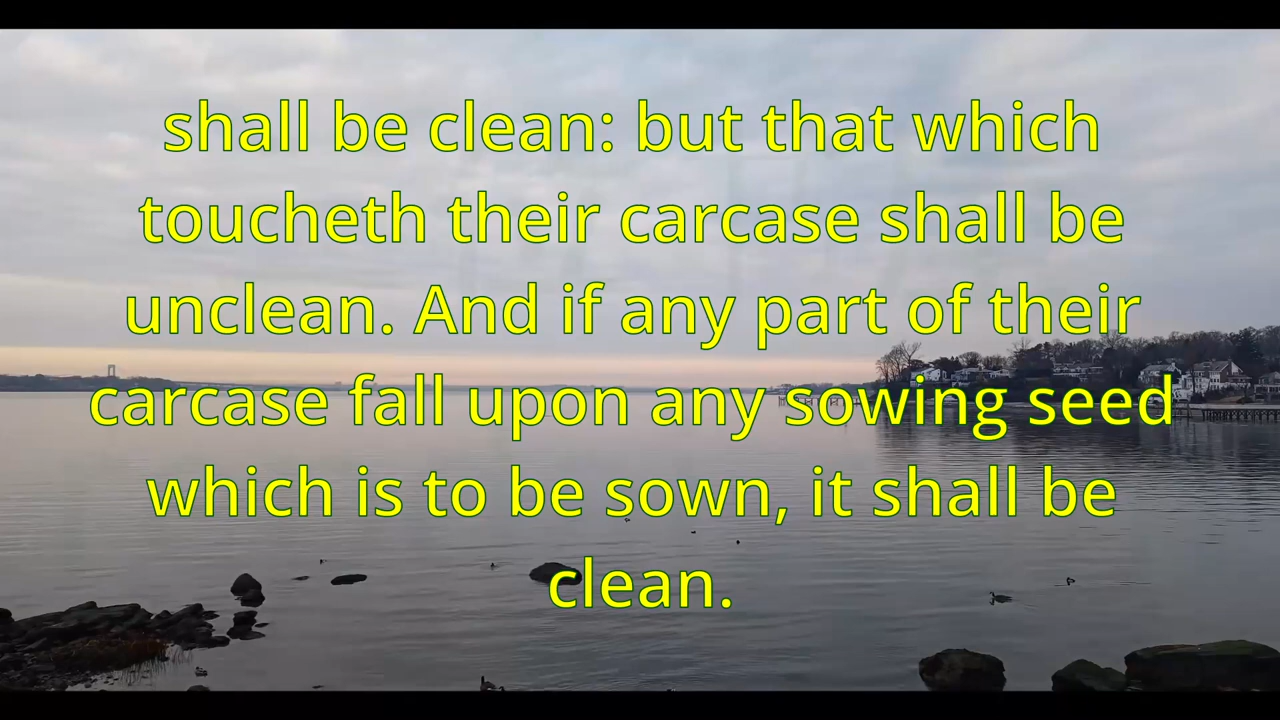 shall be clean: but that which
toucheth their carcase shall be
unclean. And if any part of their
carcase fall upon any sowing seed
which is to be sown, it shall be
clean.